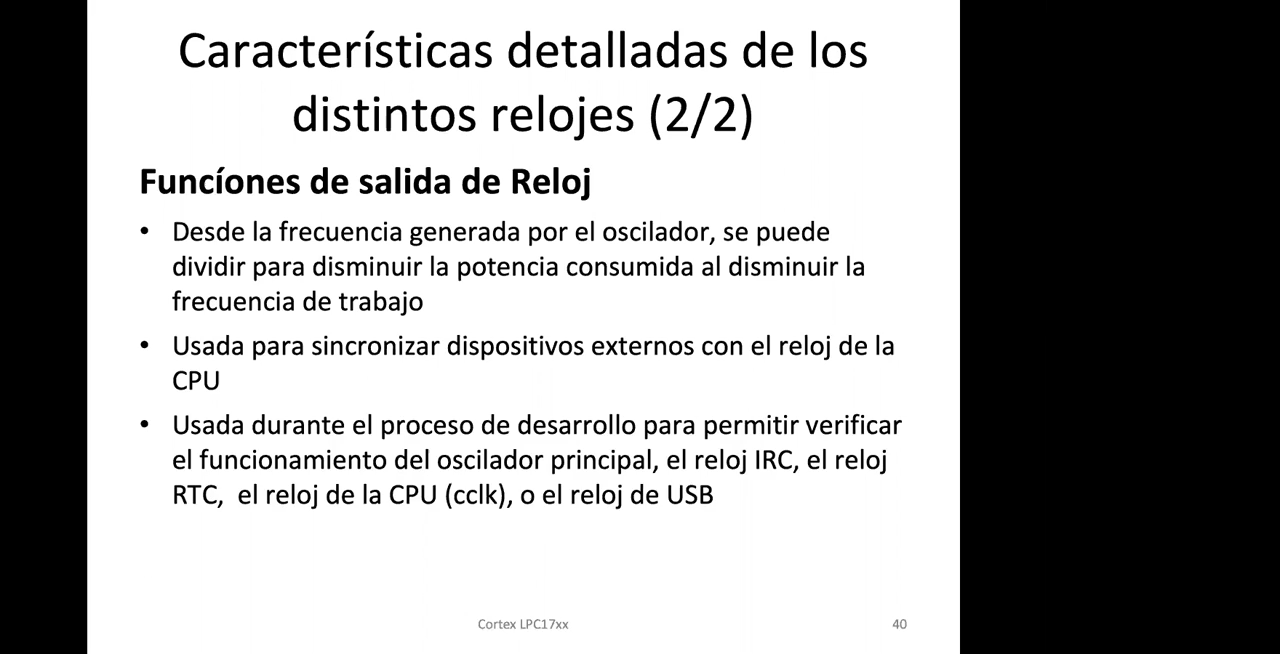 Características detalladas de los
distintos relojes (2/2)
Funcíones de salida de Reloj
• Desde la frecuencia generada por el oscilador, se puede
dividir para disminuir la potencia consumida al disminuir la
frecuencia de trabajo
• Usada para sincronizar dispositivos externos con el reloj de la
CPU
• Usada durante el proceso de desarrollo para permitir verificar
el funcionamiento del oscilador principal, el reloj IRC, el reloj
RTC,  el reloj de la CPU (cclk), o el reloj de USB
Cortex LPC17xx
40